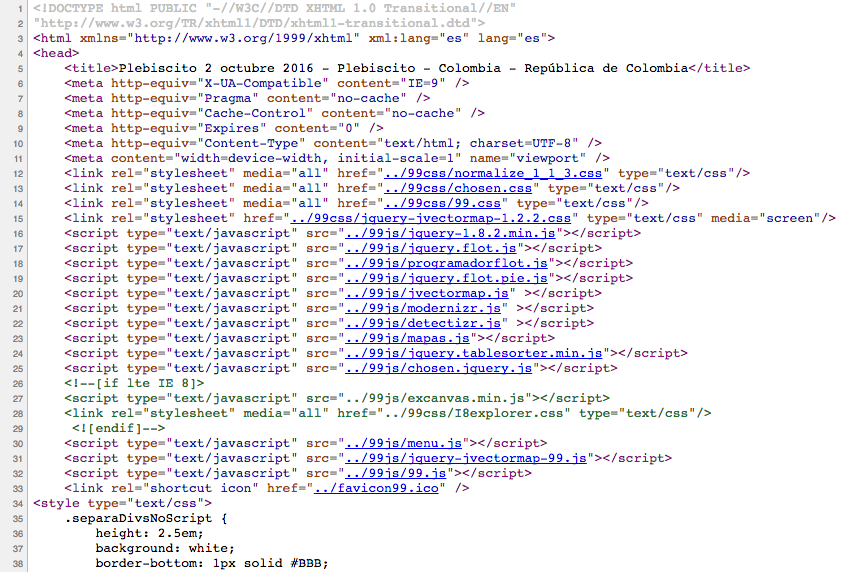 1 <!DOCTYPE html PUBLIC "-//W3C//DTD XHTML 1.0 Transitional//EN"
2 "http://www.w3.org/TR/xhtml1/DTD/xhtml1-transitional.dtd">
3 <html xmlns="http://www.w3.org/1999/xhtml" xml:lang="es" lang="es">
4 <head>
5 <title>Plebiscito 2 octubre 2016 - Plebiscito - Colombia - República de Colombia</title>
6 <meta http-equiv="X-UA-Compatible" content="IE=9" />
7 <meta http-equiv="Pragma" content="no-cache" />
8 <meta http-equiv="Cache-Control" content="no-cache" />
9 <meta http-equiv="Expires" content="0" />
10 <meta http-equiv="Content-Type" content="text/html; charset=UTF-8" />
11 <meta content="width=device-width, initial-scale=1" name="viewport" />
12 <link rel="stylesheet" media="all" href="../99css/normalize_1_1_3.css" type="text/css"/>
13 <link rel="stylesheet" media="all" href="../99css/chosen.css" type="text/css"/>
14 <link rel="stylesheet" media="all" href="../99css/99.css" type="text/css"/>
15 <link rel="stylesheet" href="../99css/jquery-jvectormap-1.2.2.css" type="text/css" media="screen"/>
16 <script type="text/javascript" src="../99js/jquery-1.8.2.min.js"></script>
17 <script type="text/javascript" src="../99js/jquery.flot.js"></script>
18 <script type="text/javascript" src="../99js/programadorflot.js"></script>
19 <script type="text/javascript" src="../99js/jquery.flot.pie.js"></script>
20 <script type="text/javascript" src="../99js/jvectormap.js" ></script>
21 <script type="text/javascript" src="../99js/modernizr.js" ></script>
22 <script type="text/javascript" src="../99js/detectizr.js" ></script>
23 <script type="text/javascript" src="../99js/mapas.js"></script>
24 <script type="text/javascript" src="../99js/jquery.tablesorter.min.js"></script>
25 <script type="text/javascript" src="../99js/chosen.jquery.js"></script>
26 <!--[if lte IE 8]>
27 <script type="text/javascript" src="../99js/excanvas.min.js"></script>
28 <link rel="stylesheet" media="all" href="../99css/I8explorer.css" type="text/css"/>
29 <![endif]-->
30 <script type="text/javascript" src="../99js/menu.js"></script>
31 <script type="text/javascript" src="../99js/jquery-jvectormap-99.js"></script>
32 <script type="text/javascript" src="../99js/99.js"></script>
33 <link rel="shortcut icon" href="../favicon99.ico" />
34 <style type="text/css">
35 .separaDivsNoScript {
36 height: 2.5em;
37 background: white;
38 border-bottom: 1px solid #BBB;